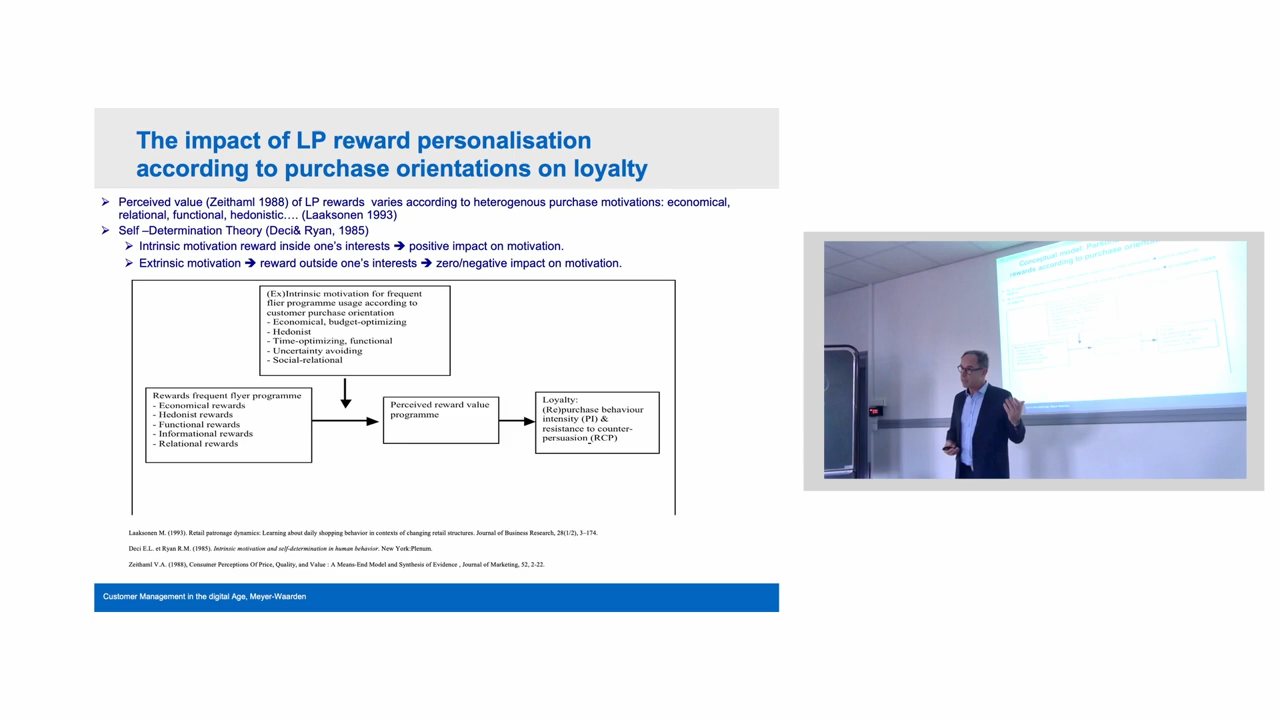 The impact of LP reward personalisation
according to purchase orientations on loyalty
➢ Perceived value (Zeithaml 1988) of LP rewards varies according to heterogenous purchase motivations: economical,
relational, functional, hedonistic…. (Laaksonen 1993)
➢ Self –Determination Theory (Deci& Ryan, 1985)
➢ Intrinsic motivation reward inside one’s interests ➔ positive impact on motivation.
➢ Extrinsic motivation ➔ reward outside one’s interests ➔ zero/negative impact on motivation.
(Ex)Intrinsic motivation for frequent
flier programme usage according to
customer purchase orientation
- Economical, budget-optimizing
- Hedonist
- Time-optimizing, functional
- Uncertainty avoiding
- Social-relational
Rewards frequent flyer programme
- Economical rewards
- Hedonist rewards
- Functional rewards
- Informational rewards
- Relational rewards
Perceived reward value
programme
Loyalty:
(Re)purchase behaviour
intensity (PI) &
resistance to counter-
persuasion (RCP)
Laaksonen M. (1993). Retail patronage dynamics: Learning about daily shopping behavior in contexts of changing retail structures. Journal of Business Research, 28(1/2), 3–174.
Deci E.L. et Ryan R.M. (1985). Intrinsic motivation and self-determination in human behavior. New York:Plenum.
Zeithaml V.A. (1988), Consumer Perceptions Of Price, Quality, and Value : A Means-End Model and Synthesis of Evidence , Journal of Marketing, 52, 2-22.
Customer Management in the digital Age, Meyer-Waarden
Conceptual model:
rewards according to purchase